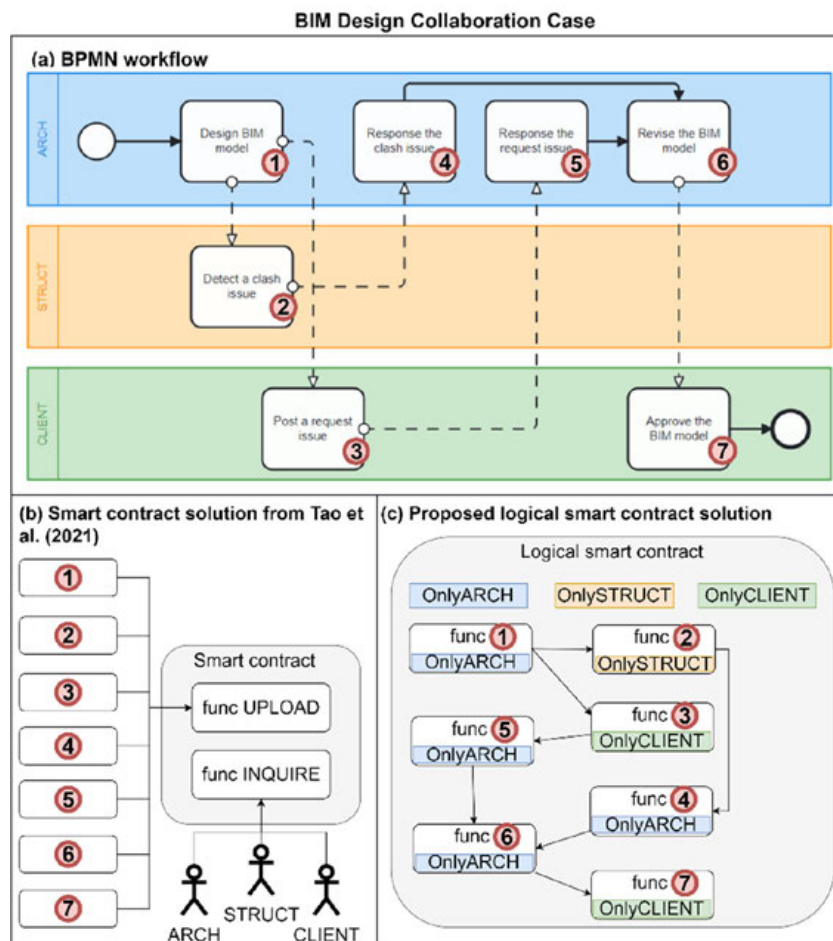 BIM Design Collaboration Case
(a) BPMN workflow
ARCH
Design BIM
model
1
Response the
clash issue
4
Response the
request issue
5
Revise the BIM
model
6
STRUCT
Detect a clash
issue
2
CLIENT
Post a request
issue
3
Approve the
BIM model
7
(b) Smart contract solution from Tao et
al. (2021)
1
2
3
4
5
6
7
Smart contract
func UPLOAD
func INQUIRE
ARCH
STRUCT
CLIENT
(c) Proposed logical smart contract solution
Logical smart contract
OnlyARCH
OnlySTRUCT
OnlyCLIENT
func 1
OnlyARCH
func 2
OnlySTRUCT
func 3
OnlyCLIENT
func 5
OnlyARCH
func 4
OnlyARCH
func 6
OnlyARCH
func 7
OnlyCLIENT